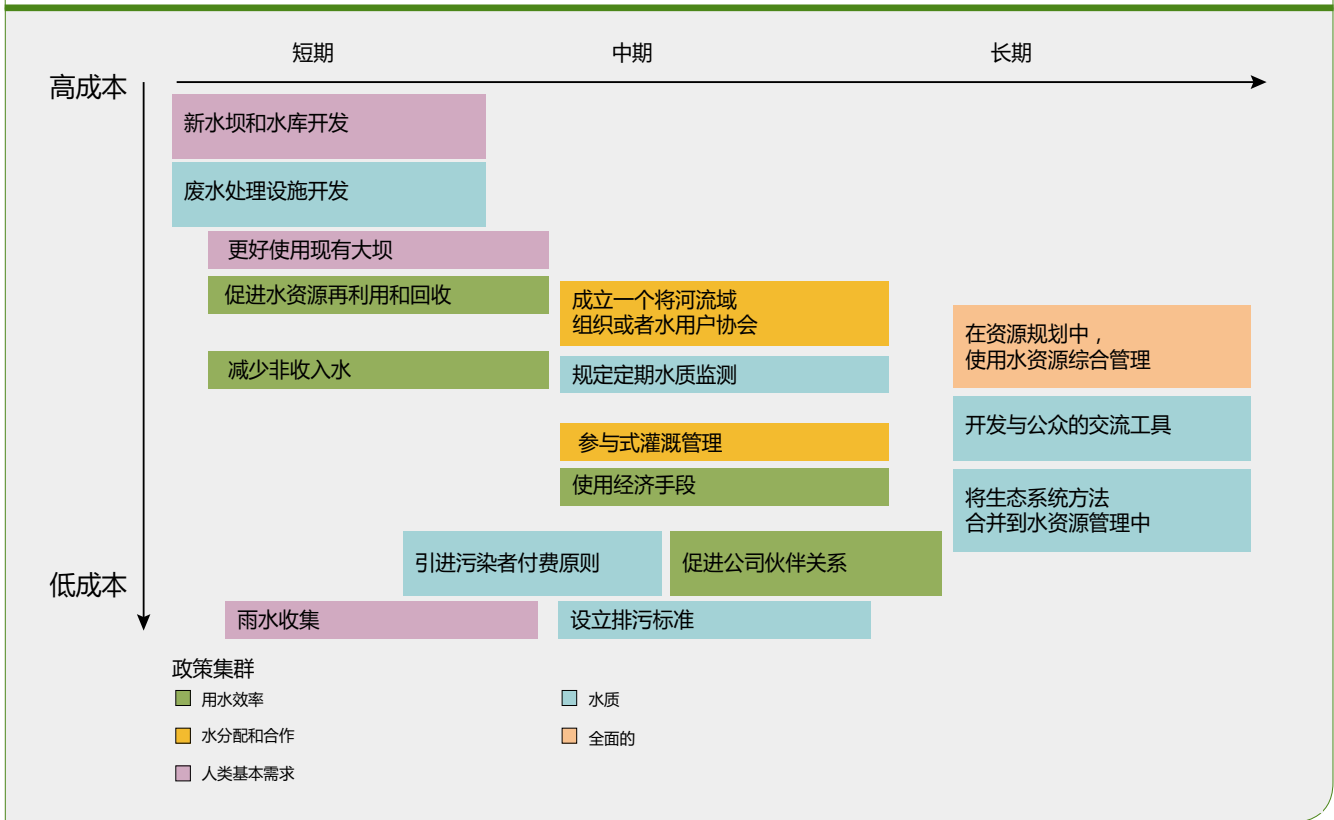 短期
中期
长期
高成本
新水坝和水库开发
废水处理设施开发
更好使用现有大坝
促进水资源再利用和回收
成立一个将河流域
组织或者水用户协会
在资源规划中，
使用水资源综合管理
减少非收入水
规定定期水质监测
开发与公众的交流工具
参与式灌溉管理
使用经济手段
将生态系统方法
合并到水资源管理中
引进污染者付费原则
促进公司伙伴关系
低成本
雨水收集
设立排污标准
政策集群
用水效率
水质
水分配和合作
全面的
人类基本需求